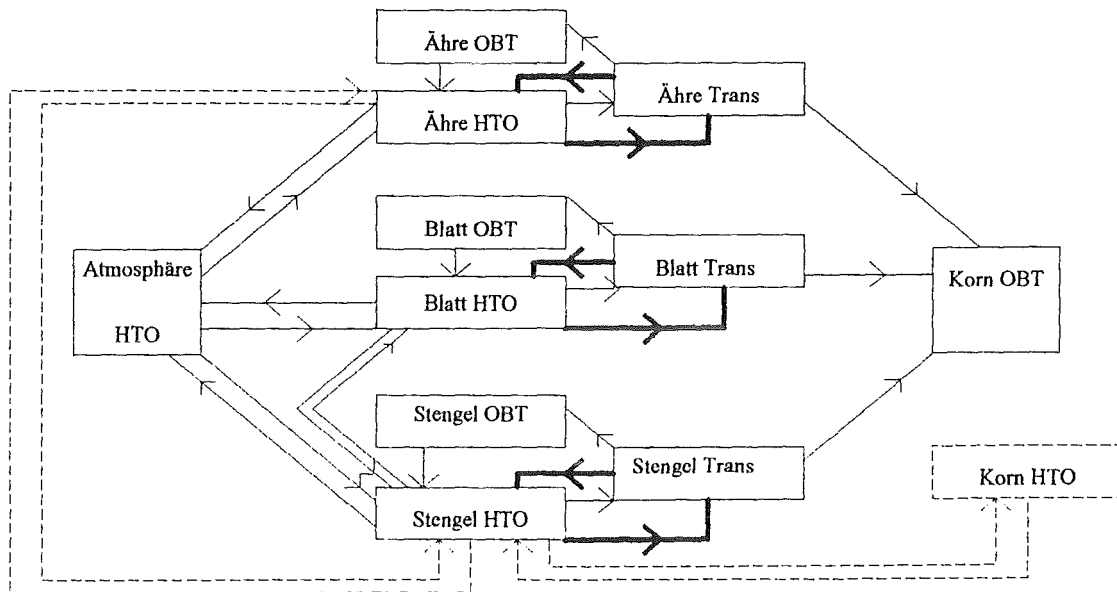 Ähre OBT
Ähre Trans
Ähre HTO
Blatt OBT
Blatt Trans
Atmosphäre
HTO
Blatt HTO
Korn OBT
Stengel OBT
Stengel Trans
Korn HTO
Stengel HTO